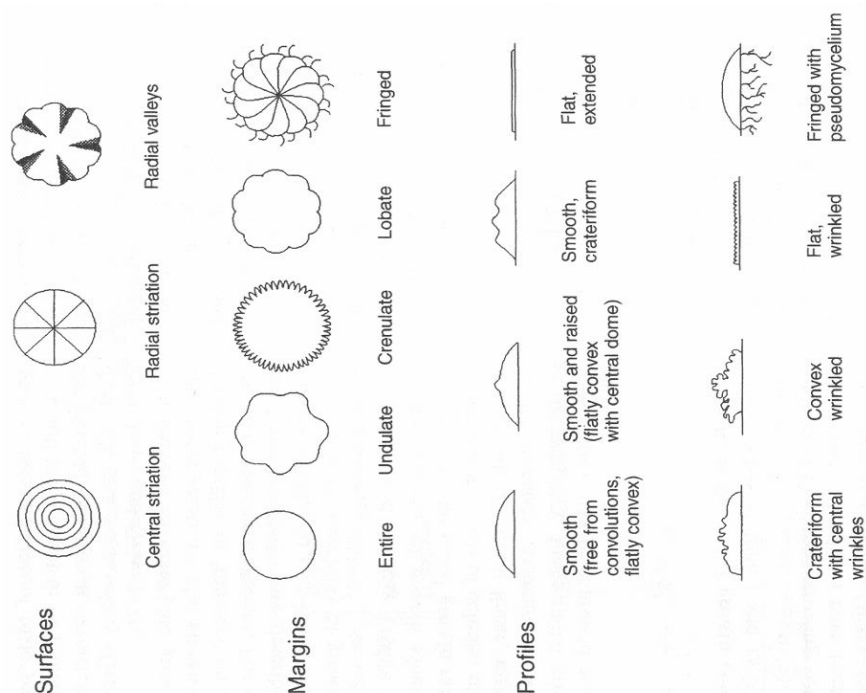 Surfaces
Central striation
Radial striation
Radial valleys
Margins
Entire
Undulate
Crenulate
Lobate
Fringed
Profiles
Smooth
(free from
convolutions,
flatly convex)
Smooth and raised
(flatly convex
with central dome)
Smooth,
crateriform
Flat,
extended
Crateriform
with central
wrinkles
Convex
wrinkled
Flat,
wrinkled
Fringed with
pseudomycelium